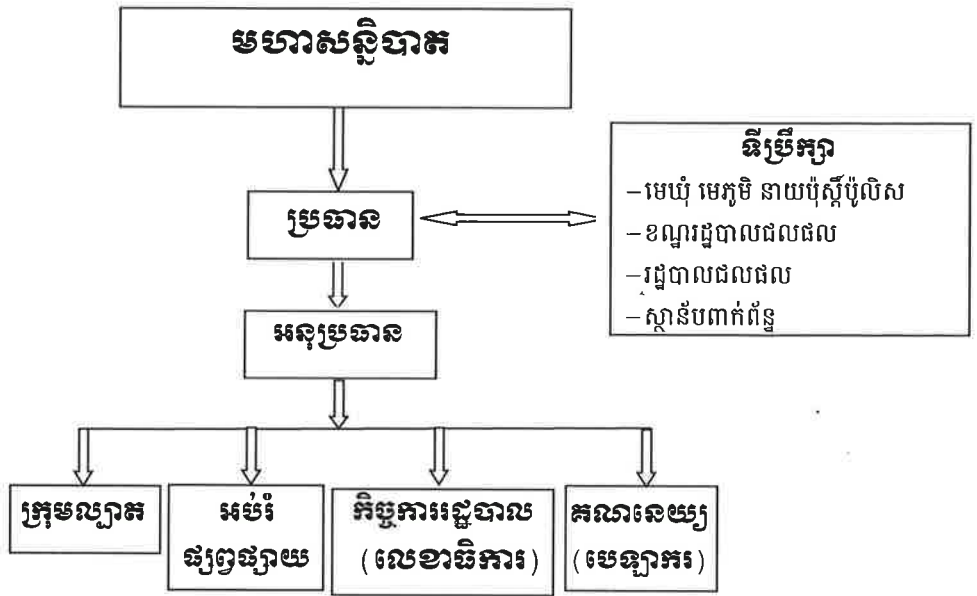 មហាសន្និបាត
ទីប្រឹក្សា
–មេឃុំ មេភូមិ នាយប៉ុស្តិ៍ប៉ូលិស
–ខណ្ឌរដ្ឋបាលជលផល
–រដ្ឋបាលជលផល
–ស្ថាន័បពាក់ព័ន្ធ
ប្រធាន
អនុប្រធាន
ក្រុមល្បាត
អប់រំ
ផ្សព្វផ្សាយ
កិច្ចការរដ្ឋបាល
(លេខាធិការ)
គណនេយ្យ
(បេឡាករ)